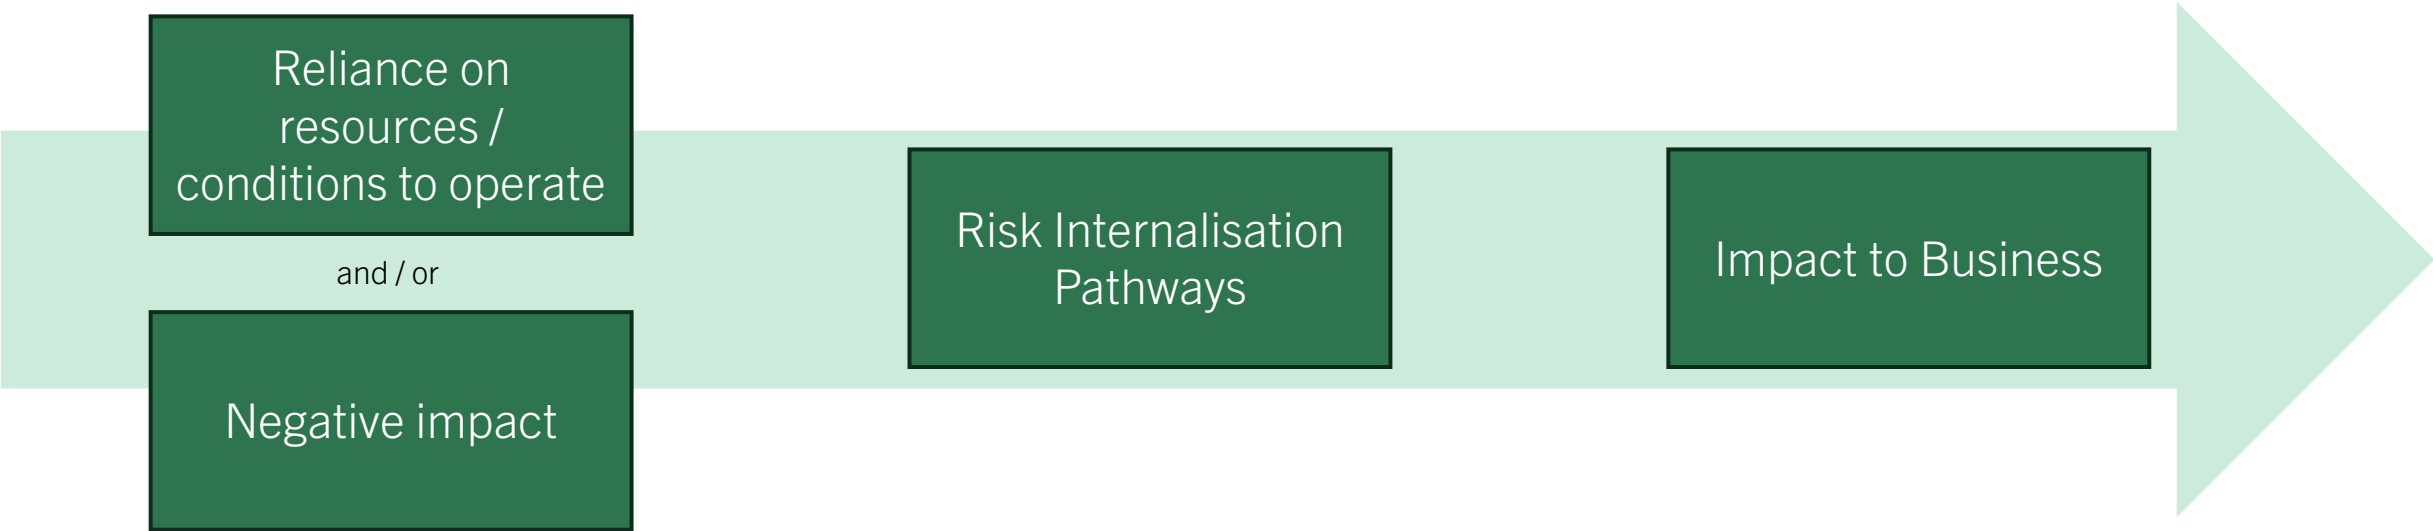 Reliance on
resources /
conditions to operate
and / or
Negative impact
Risk Internalisation
Pathways
Impact to Business